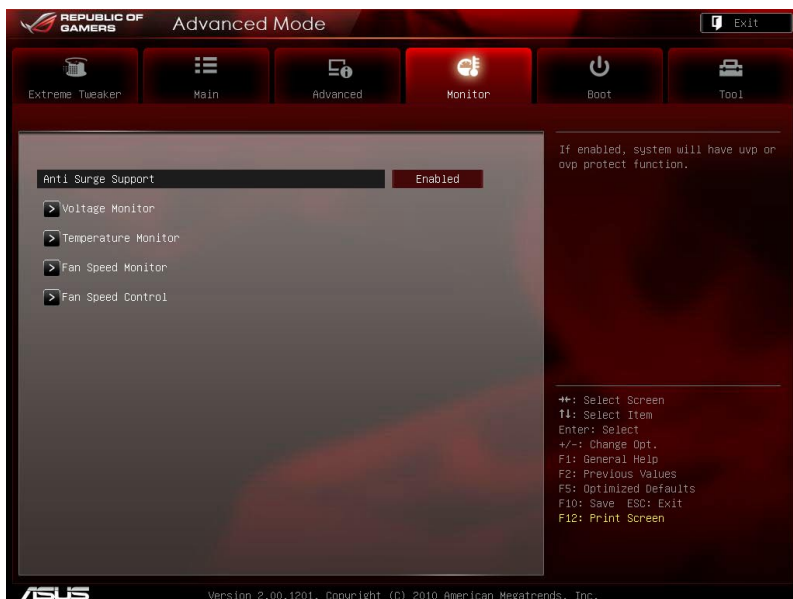 REPUBLIC OF
GAMERS
Advanced Mode
Exit
Extreme Tweaker
Main
Advanced
Monitor
Boot
Tool
If enabled, system will have uvp or
ovp protect function.
Anti Surge Support
Enabled
> Voltage Monitor
> Temperature Monitor
> Fan Speed Monitor
> Fan Speed Control
→←: Select Screen
↑↓: Select Item
Enter: Select
+/-: Change Opt.
F1: General Help
F2: Previous Values
F5: Optimized Defaults
F10: Save  ESC: Exit
F12: Print Screen
ASUS
Version 2.00.1201. Copyright (C) 2010 American Megatrends, Inc.